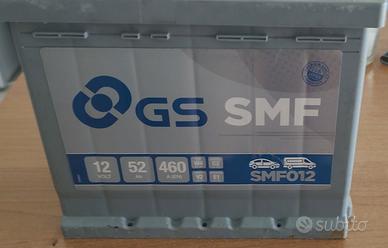 GS SMF
12 VOLT
52 Ah
460 A (EN)
SMF012
subito